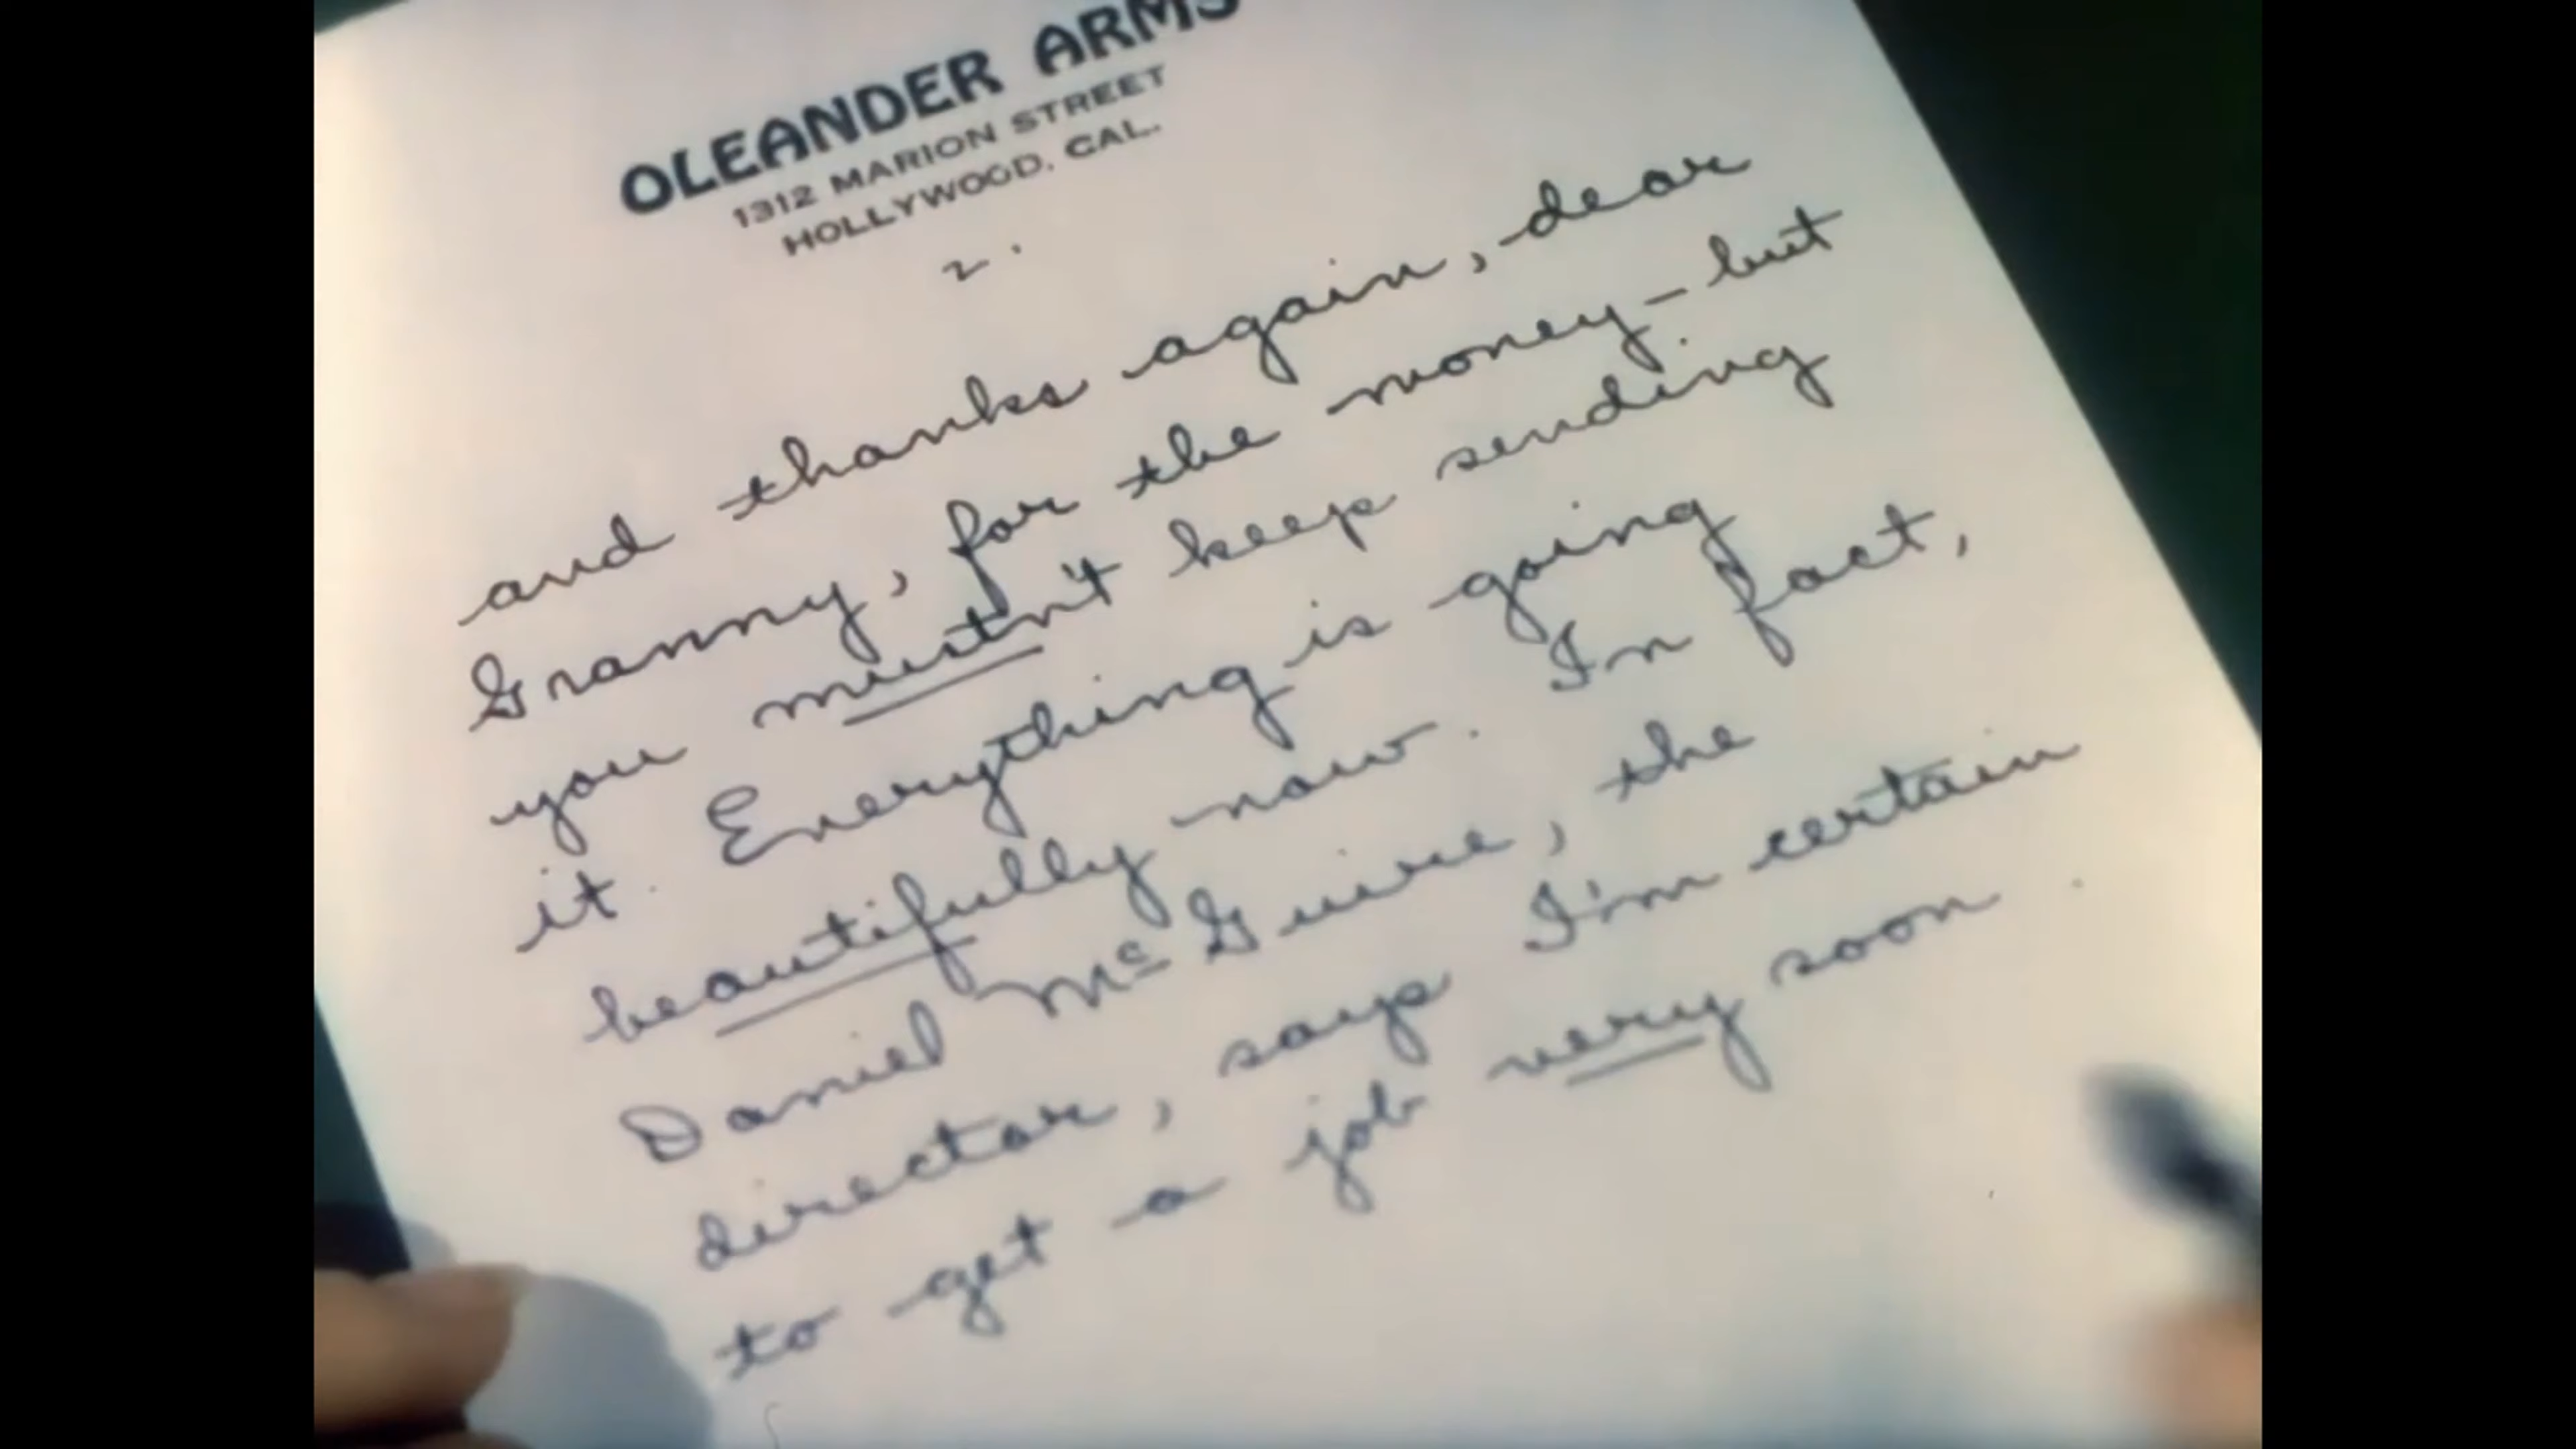 OLEANDER ARMS
1312 MARION STREET
HOLLYWOOD, CAL.
2.
and thanks again, dear
Granny, for the money – but
you mustn't keep sending
it. Everything is going
beautifully now. In fact,
Daniel McGuire, the
director, says I'm certain
to get a job very soon.